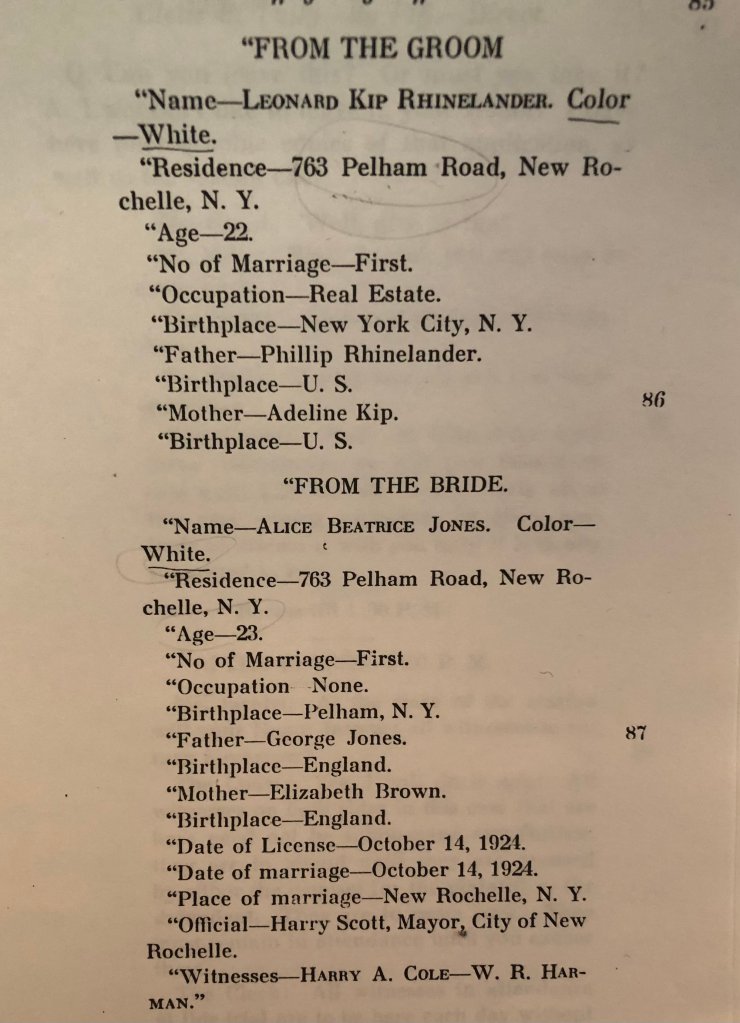 85
"FROM THE GROOM
"Name—LEONARD KIP RHINELANDER. Color
—White.
"Residence—763 Pelham Road, New Ro-
chelle, N. Y.
"Age—22.
"No of Marriage—First.
"Occupation—Real Estate.
"Birthplace—New York City, N. Y.
"Father—Phillip Rhinelander.
"Birthplace—U. S.
86
"Mother—Adeline Kip.
"Birthplace—U. S.
"FROM THE BRIDE.
"Name—ALICE BEATRICE JONES. Color—
White.
"Residence—763 Pelham Road, New Ro-
chelle, N. Y.
"Age—23.
"No of Marriage—First.
"Occupation None.
"Birthplace—Pelham, N. Y.
"Father—George Jones.
87
"Birthplace—England.
"Mother—Elizabeth Brown.
"Birthplace—England.
"Date of License—October 14, 1924.
"Date of marriage—October 14, 1924.
"Place of marriage—New Rochelle, N. Y.
"Official—Harry Scott, Mayor, City of New
Rochelle.
"Witnesses—HARRY A. COLE—W. R. HAR-
MAN."